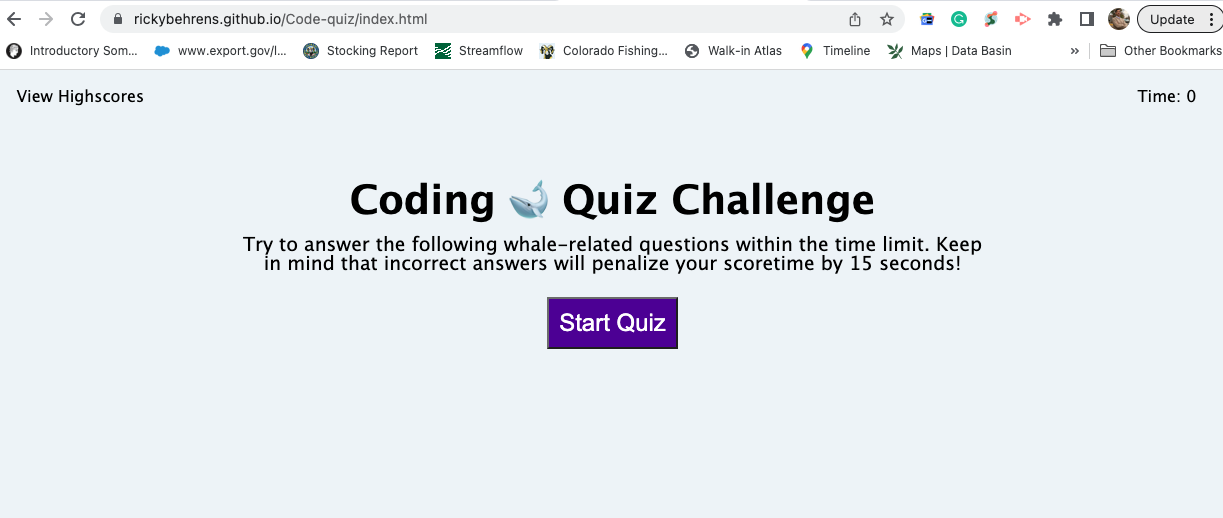 rickybehrens.github.io/Code-quiz/index.html
Update
Introductory Som...
www.export.gov/I...
Stocking Report
Streamflow
Colorado Fishing...
Walk-in Atlas
Timeline
Maps | Data Basin
»
Other Bookmarks
View Highscores
Time: 0
Coding 🐋 Quiz Challenge
Try to answer the following whale-related questions within the time limit. Keep
in mind that incorrect answers will penalize your scoretime by 15 seconds!
Start Quiz